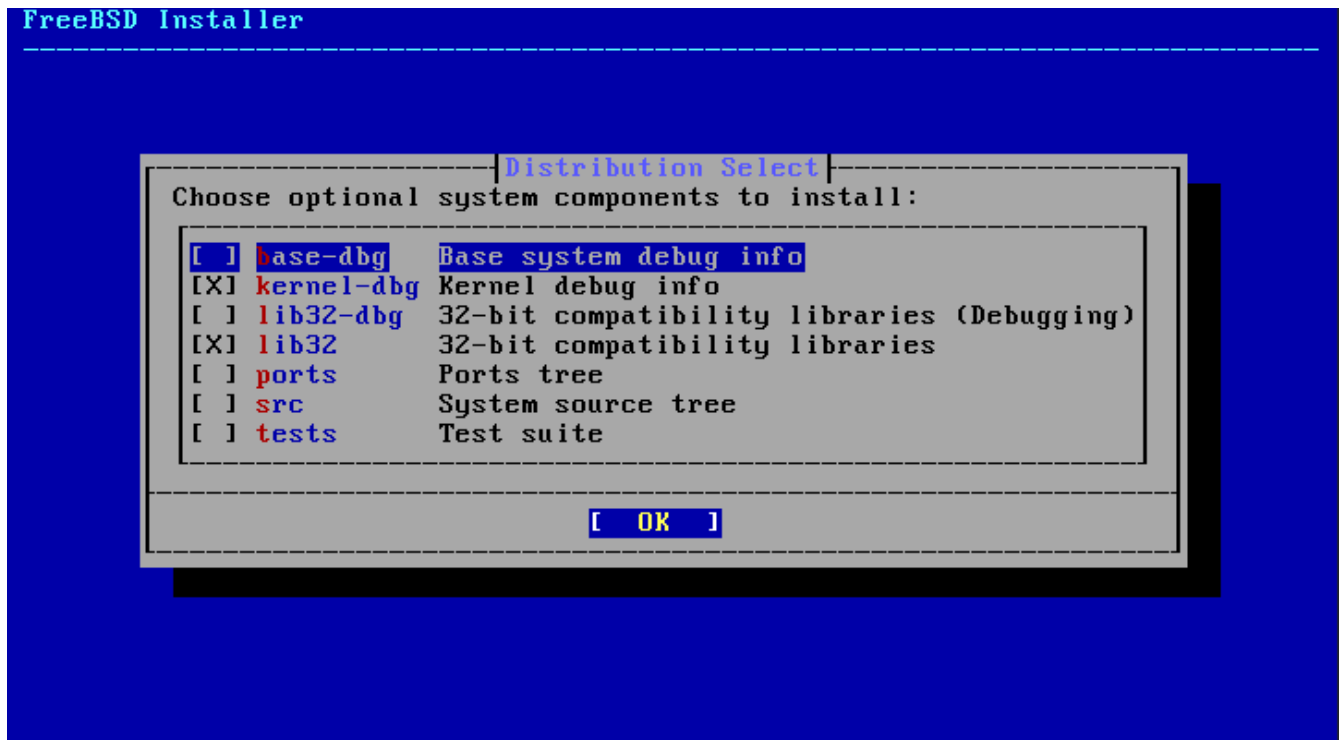 FreeBSD Installer
Distribution Select
Choose optional system components to install:
[ ] base-dbg Base system debug info
[X] kernel-dbg Kernel debug info
[ ] lib32-dbg 32-bit compatibility libraries (Debugging)
[X] lib32 32-bit compatibility libraries
[ ] ports Ports tree
[ ] src System source tree
[ ] tests Test suite
[ OK ]